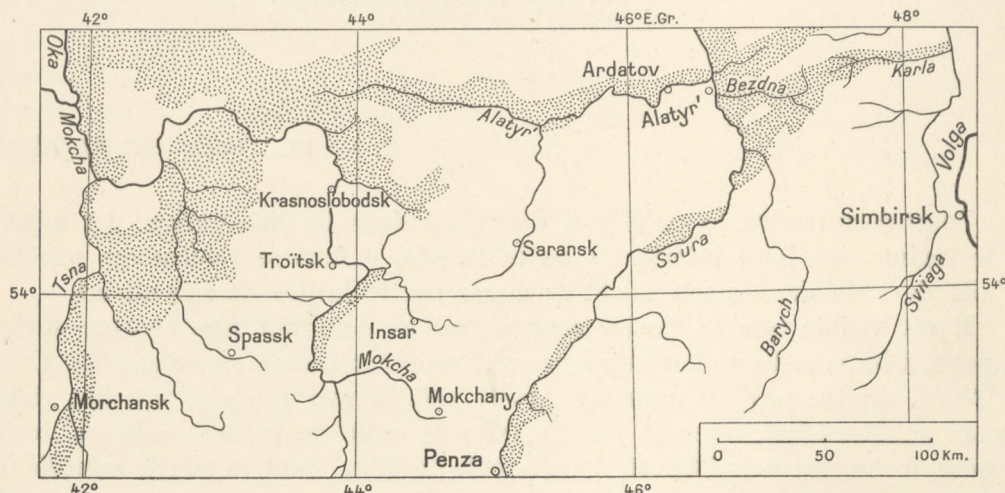 42°
44°
46°E.Gr.
48°
Oka
Ardatov
Karla
Bezdna
Mokcha
Alatyr'
Alatyr'
Volga
Krasnoslobodsk
Simbirsk
Saransk
Scura
Troïtsk
Tsna
54°
54°
Sviiaga
Barych
Spassk
Insar
Mokcha
Morchansk
Mokchany
0 50 100 Km.
Penza
42°
44°
46°